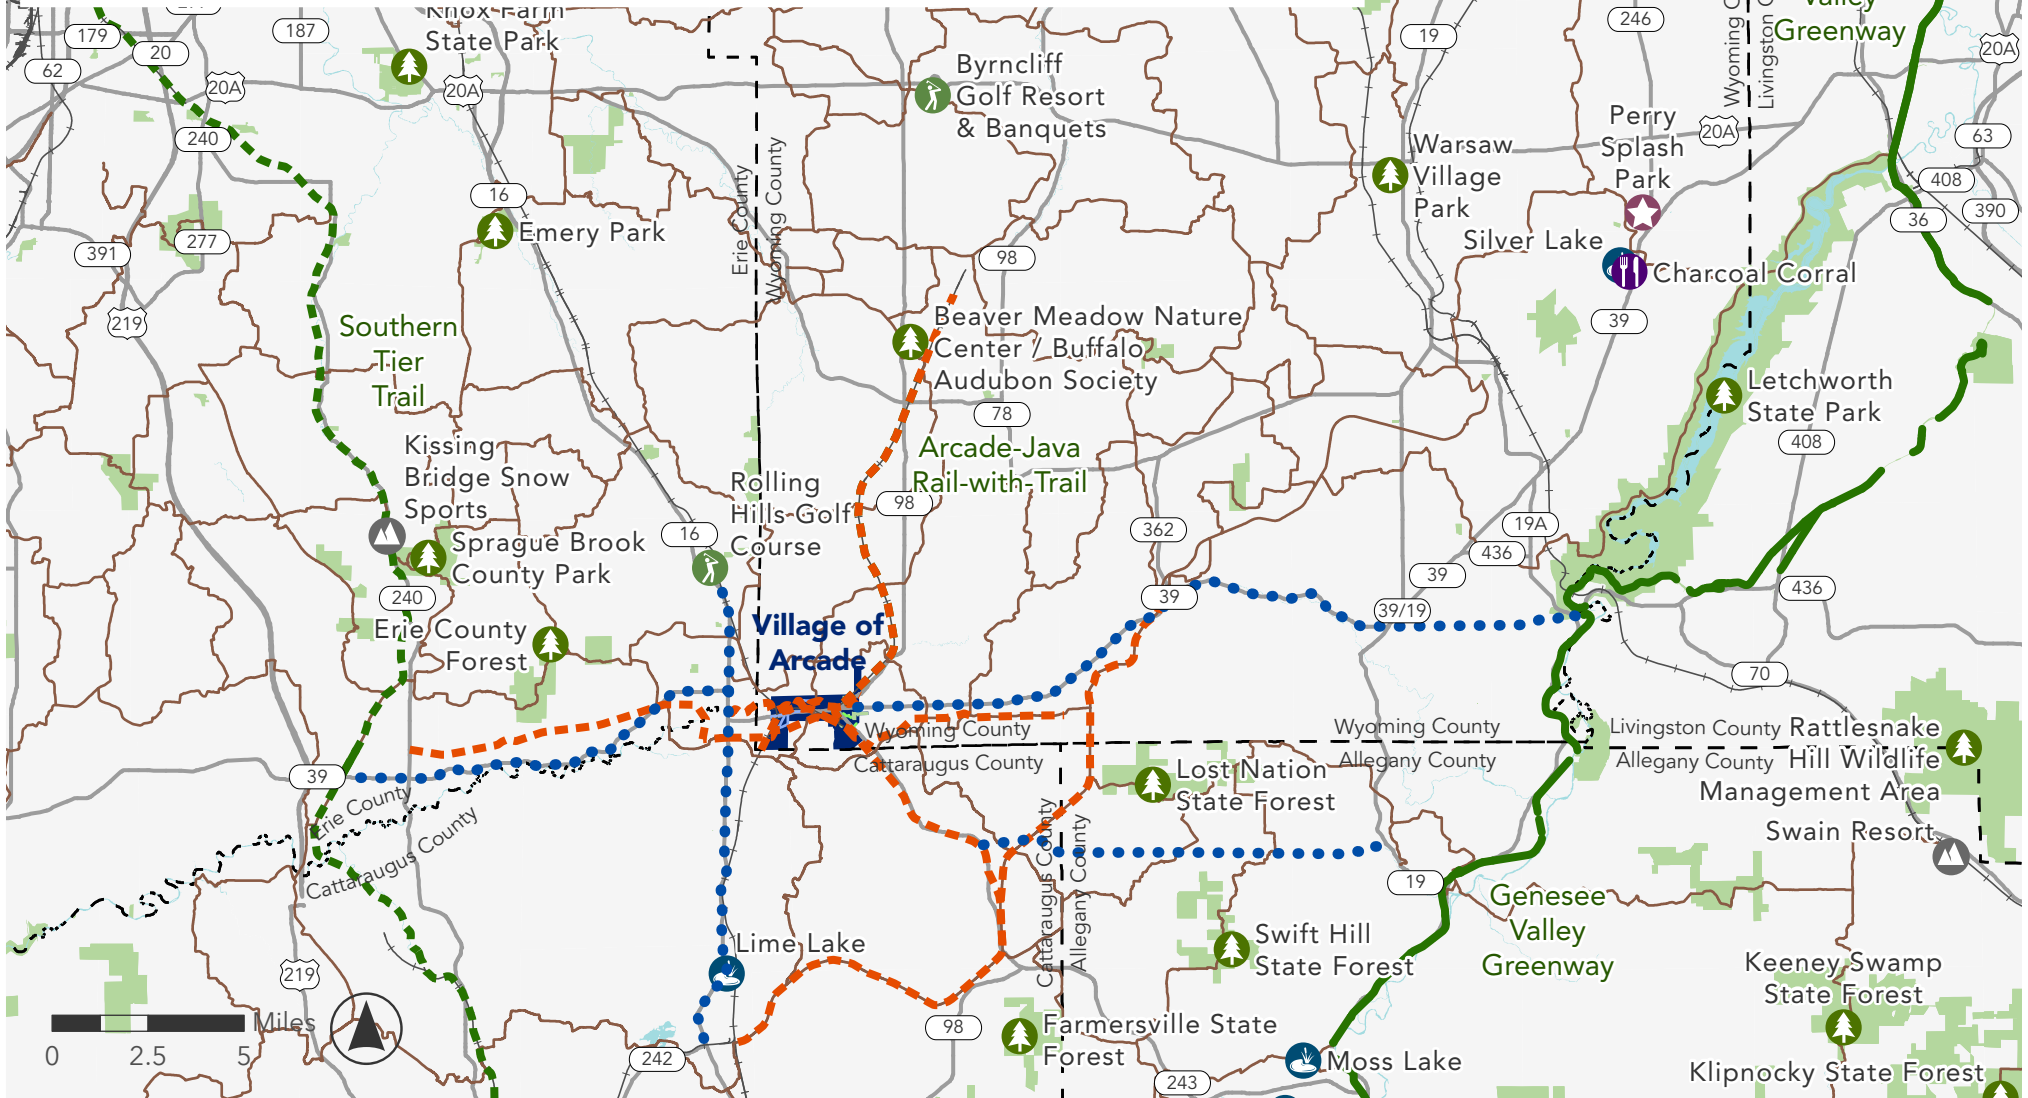 Knox Farm
State Park
187
246
19
Valley
Greenway
179
20
62
20A
20A
20A
240
Byrncliff
Golf Resort
& Banquets
Wyoming C
Livingston C
Perry
Splash
Park
20A
63
Warsaw
Village
Park
408
390
36
16
Emery Park
277
391
Erie County
Wyoming County
98
Silver Lake
Charcoal Corral
39
219
Southern
Tier
Trail
Beaver Meadow Nature
Center / Buffalo
Audubon Society
78
Letchworth
State Park
408
Kissing
Bridge Snow
Sports
Arcade-Java
Rail-with-Trail
98
Rolling
Hills Golf
Course
16
362
19A
436
39
Sprague Brook
County Park
240
39
39/19
436
Erie County
Forest
Village of
Arcade
70
Wyoming County
Cattaraugus County
Wyoming County
Allegany County
Livingston County
Allegany County
Rattlesnake
Hill Wildlife
Management Area
39
Erie County
Cattaraugus County
Lost Nation
State Forest
Cattaraugus County
Allegany County
Swain Resort
19
Genesee
Valley
Greenway
Swift Hill
State Forest
Lime Lake
219
Keeney Swamp
State Forest
Miles
0 2.5 5
242
98
Farmersville State
Forest
243
Moss Lake
Klipnocky State Forest